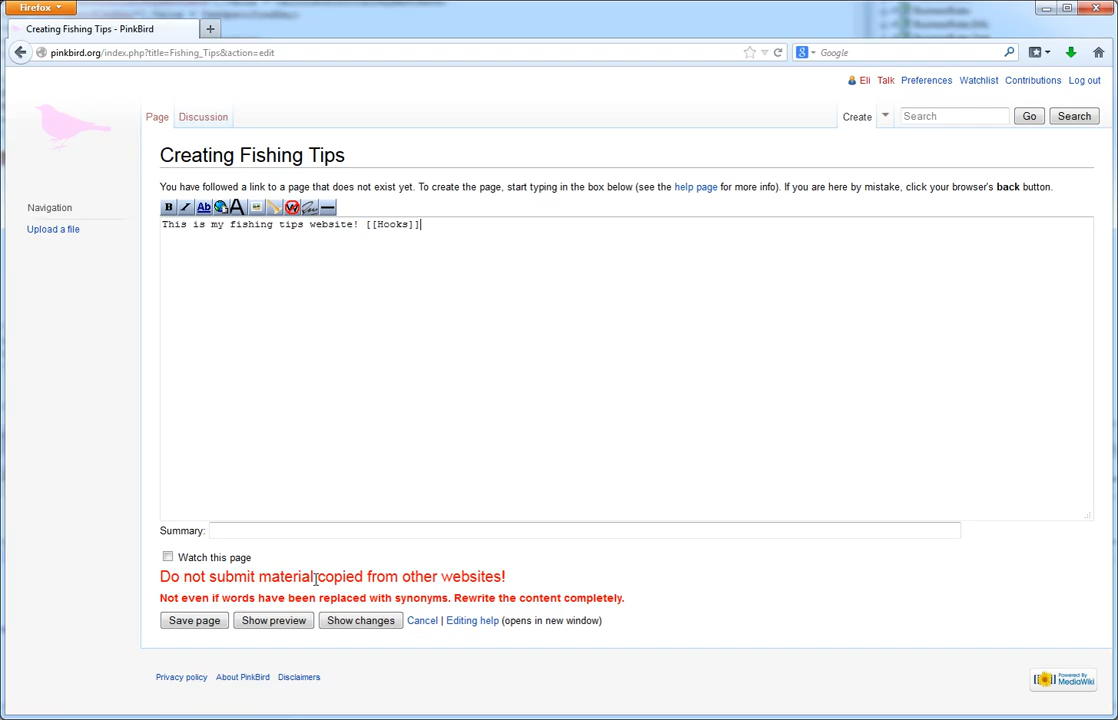 Firefox
Creating Fishing Tips - PinkBird
pinkbird.org/index.php?title=Fishing_Tips&action=edit
Google
Eli Talk Preferences Watchlist Contributions Log out
Page Discussion
Create Search Go Search
Creating Fishing Tips
You have followed a link to a page that does not exist yet. To create the page, start typing in the box below (see the help page for more info). If you are here by mistake, click your browser's back button.
Navigation
Upload a file
B I Ab A W
This is my fishing tips website! [[Hooks]]
Summary:
Watch this page
Do not submit material copied from other websites!
Not even if words have been replaced with synonyms. Rewrite the content completely.
Save page Show preview Show changes Cancel | Editing help (opens in new window)
Privacy policy About PinkBird Disclaimers
Powered By
MediaWiki